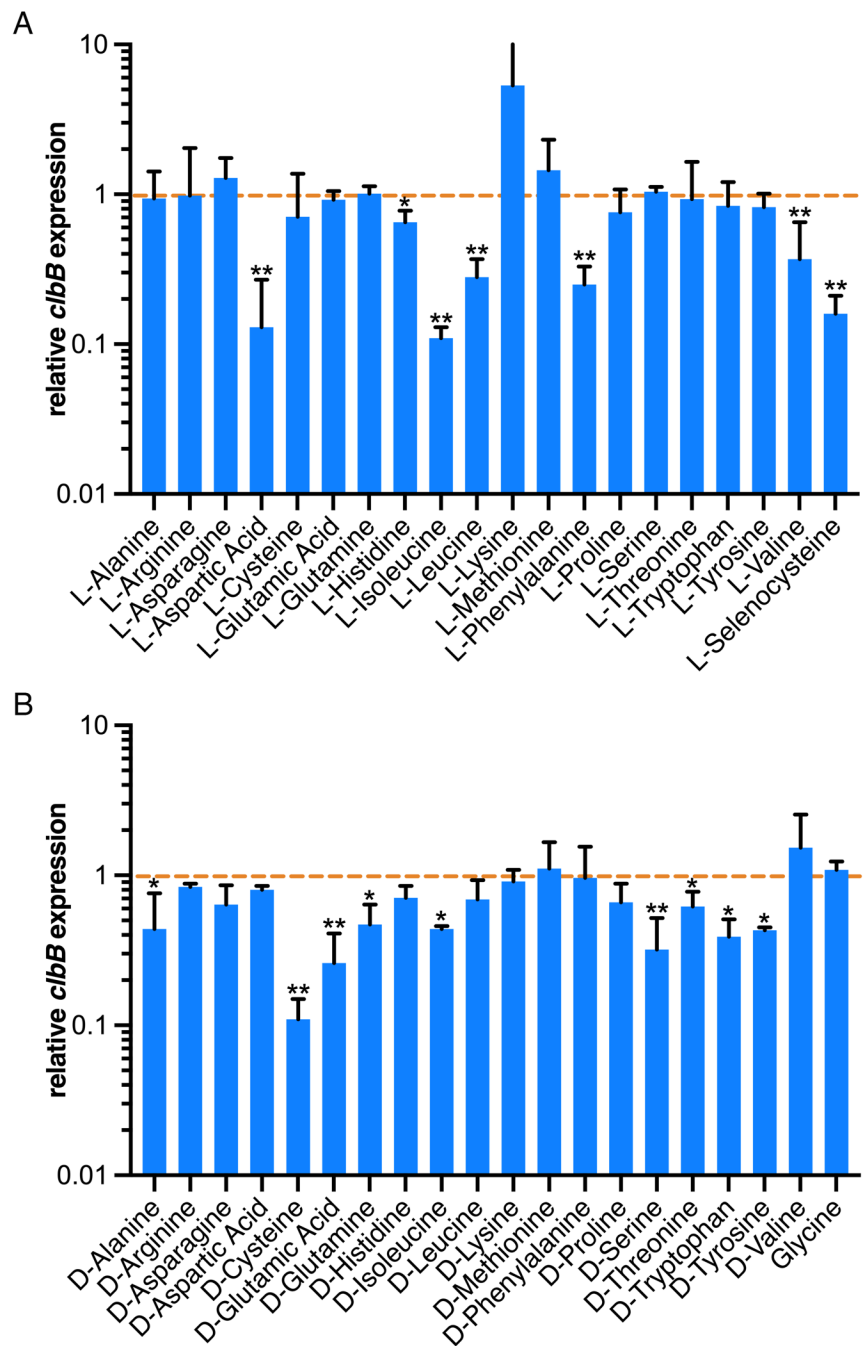 A
relative clbB expression
10
1
0.1
0.01
*
**
**
**
**
**
**
L-Alanine
L-Arginine
L-Asparagine
L-Aspartic Acid
L-Cysteine
L-Glutamic Acid
L-Glutamine
L-Histidine
L-Isoleucine
L-Leucine
L-Lysine
L-Methionine
L-Phenylalanine
L-Proline
L-Serine
L-Threonine
L-Tryptophan
L-Tyrosine
L-Valine
L-Selenocysteine
B
relative clbB expression
10
1
0.1
0.01
*
**
**
*
*
**
*
*
*
D-Alanine
D-Arginine
D-Asparagine
D-Aspartic Acid
D-Cysteine
D-Glutamic Acid
D-Glutamine
D-Histidine
D-Isoleucine
D-Leucine
D-Lysine
D-Methionine
D-Phenylalanine
D-Proline
D-Serine
D-Threonine
D-Tryptophan
D-Tyrosine
D-Valine
Glycine